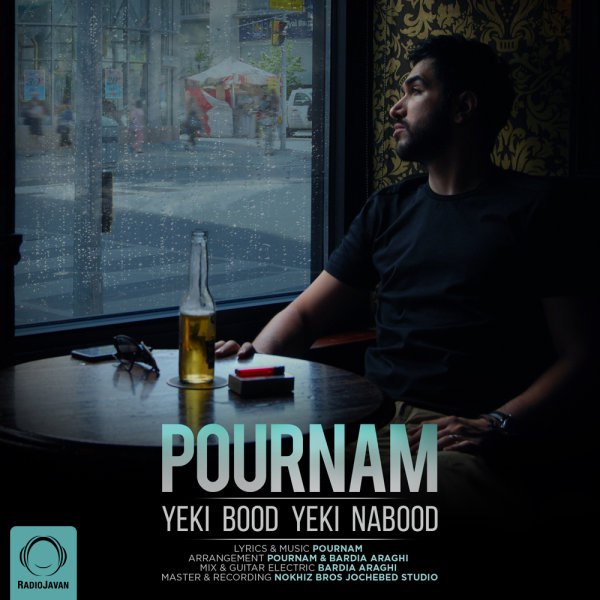 POURNAM
YEKI BOOD YEKI NABOOD
LYRICS & MUSIC POURNAM
ARRANGEMENT POURNAM & BARDIA ARAGHI
MIX & GUITAR ELECTRIC BARDIA ARAGHI
MASTER & RECORDING NOKHIZ BROS JOCHEBED STUDIO
RADIOJAVAN